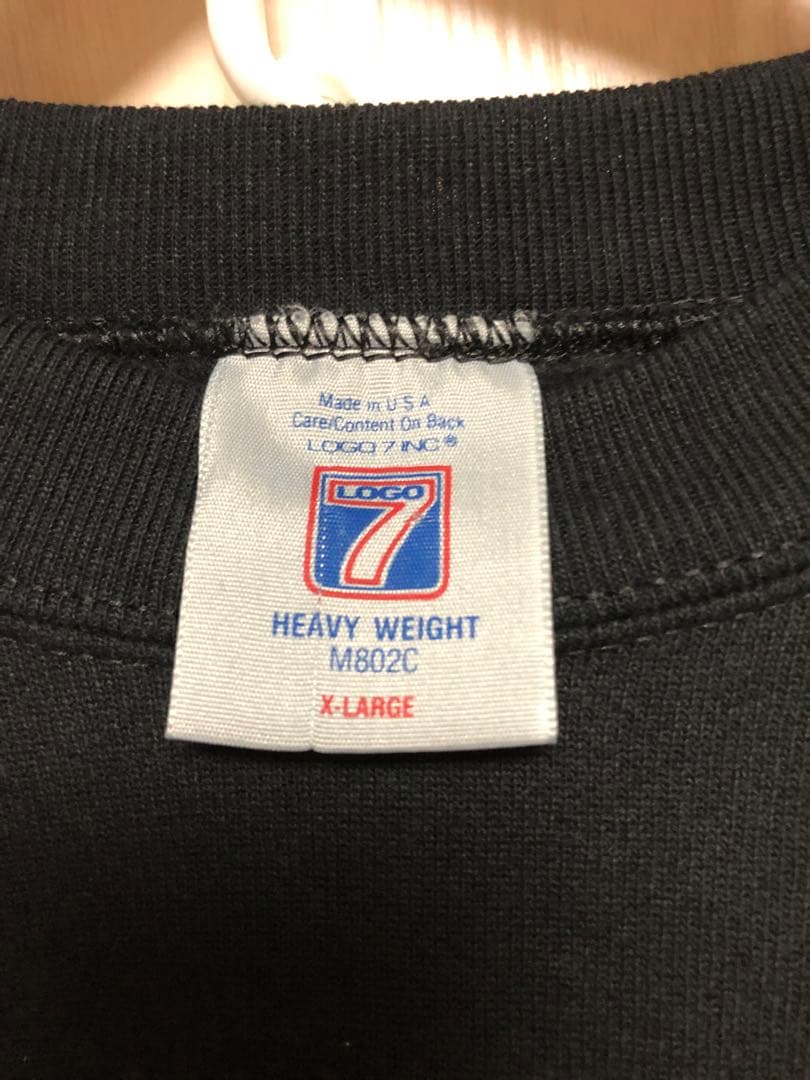 Made in U S A
Care/Content On Back
LOGO 7 INC®
LOGO
7
HEAVY WEIGHT
M802C
X-LARGE